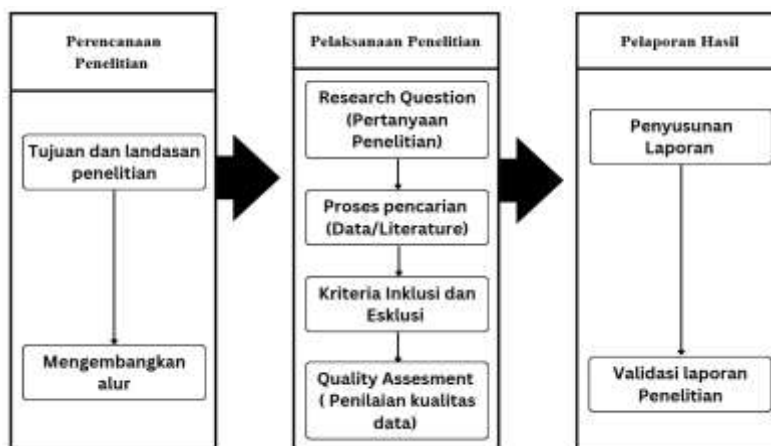 Perencanaan
Penelitian
Tujuan dan landasan
penelitian
Mengembangkan
alur
Pelaksanaan Penelitian
Research Question
(Pertanyaan
Penelitian)
Proses pencarian
(Data/Literature)
Kriteria Inklusi dan
Esklusi
Quality Assesment
( Penilaian kualitas
data)
Pelaporan Hasil
Penyusunan
Laporan
Validasi laporan
Penelitian